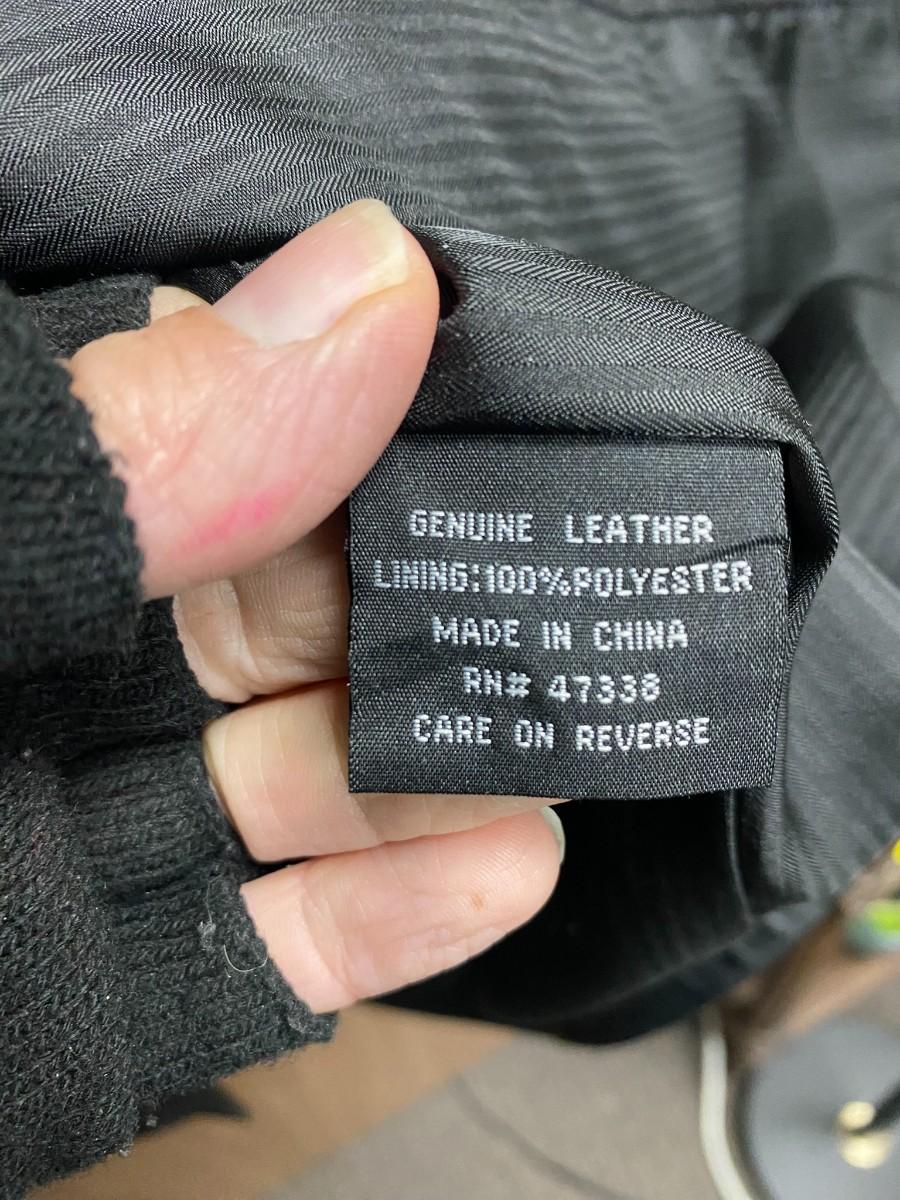 GENUINE LEATHER
LINING:100%POLYESTER
MADE IN CHINA
RN# 47338
CARE ON REVERSE